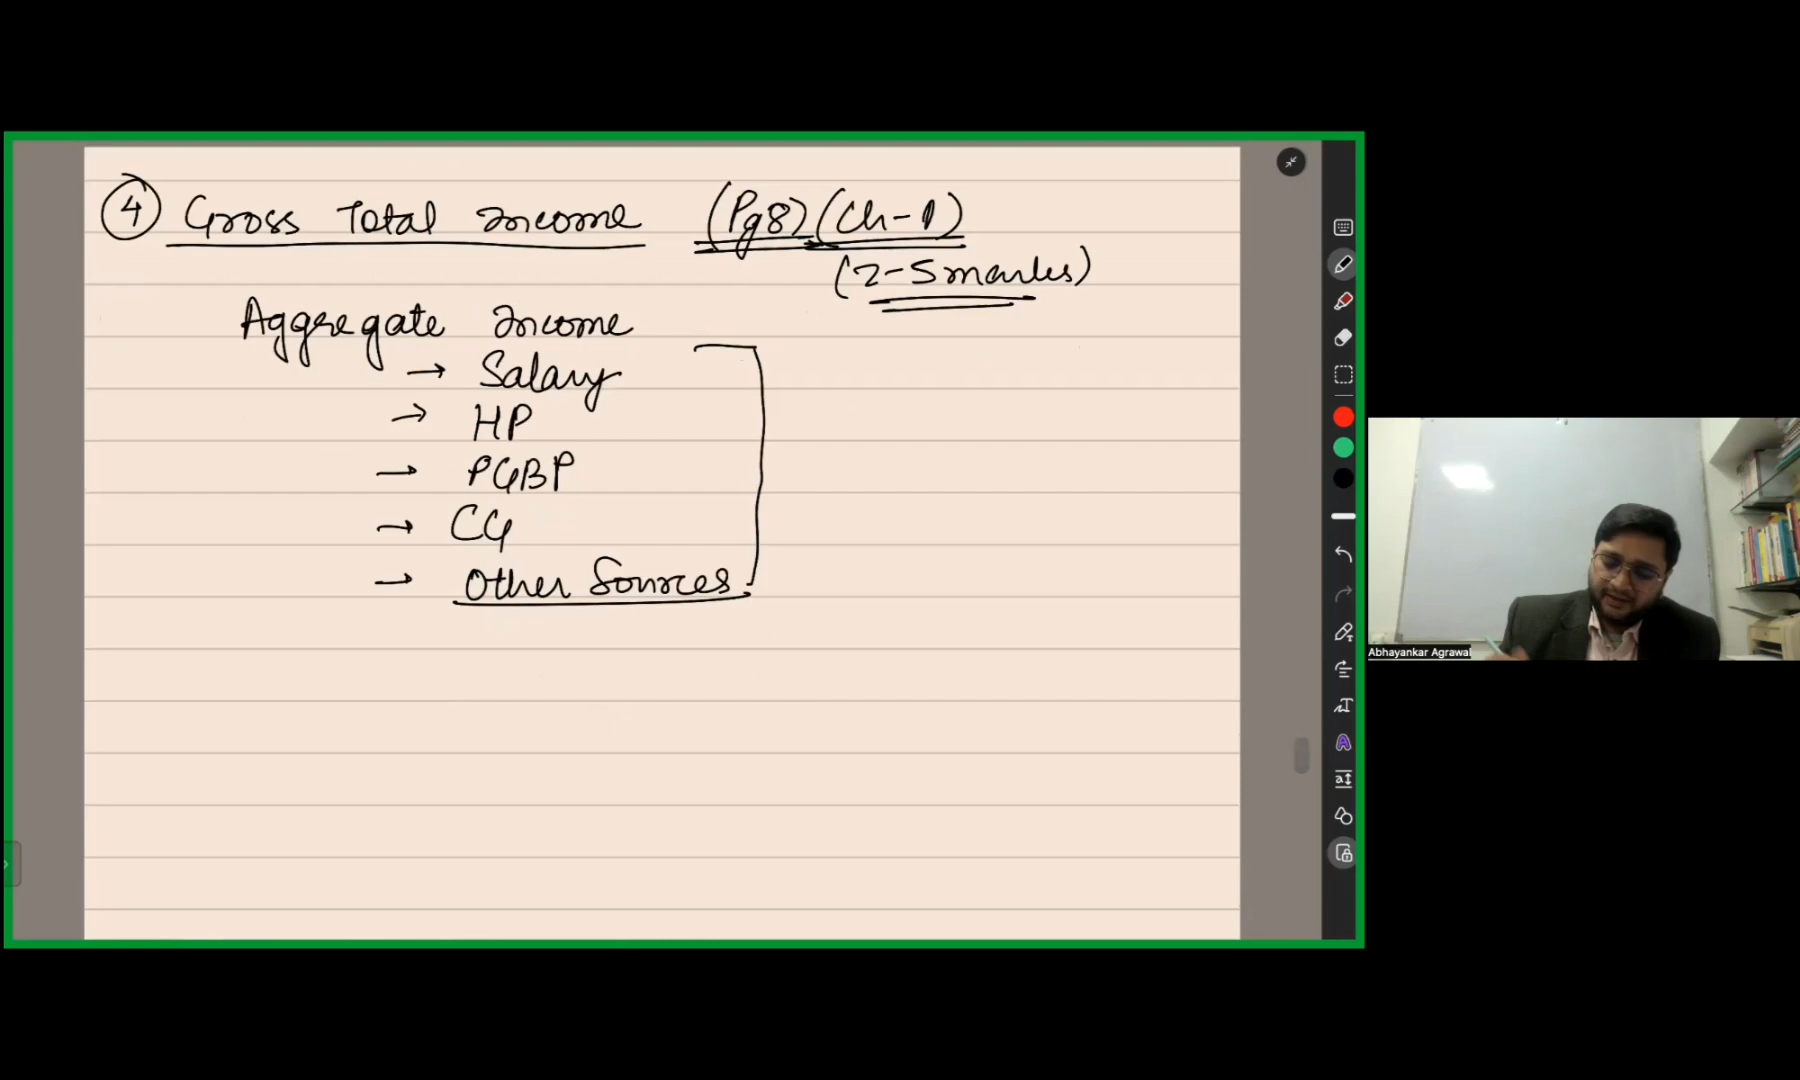 4 Gross Total Income (Pg8) (Ch-1)
(2-5 marks)
Aggregate Income
→ Salary
→ HP
→ PGBP
→ CG
→ Other Sources
Abhayankar Agrawal